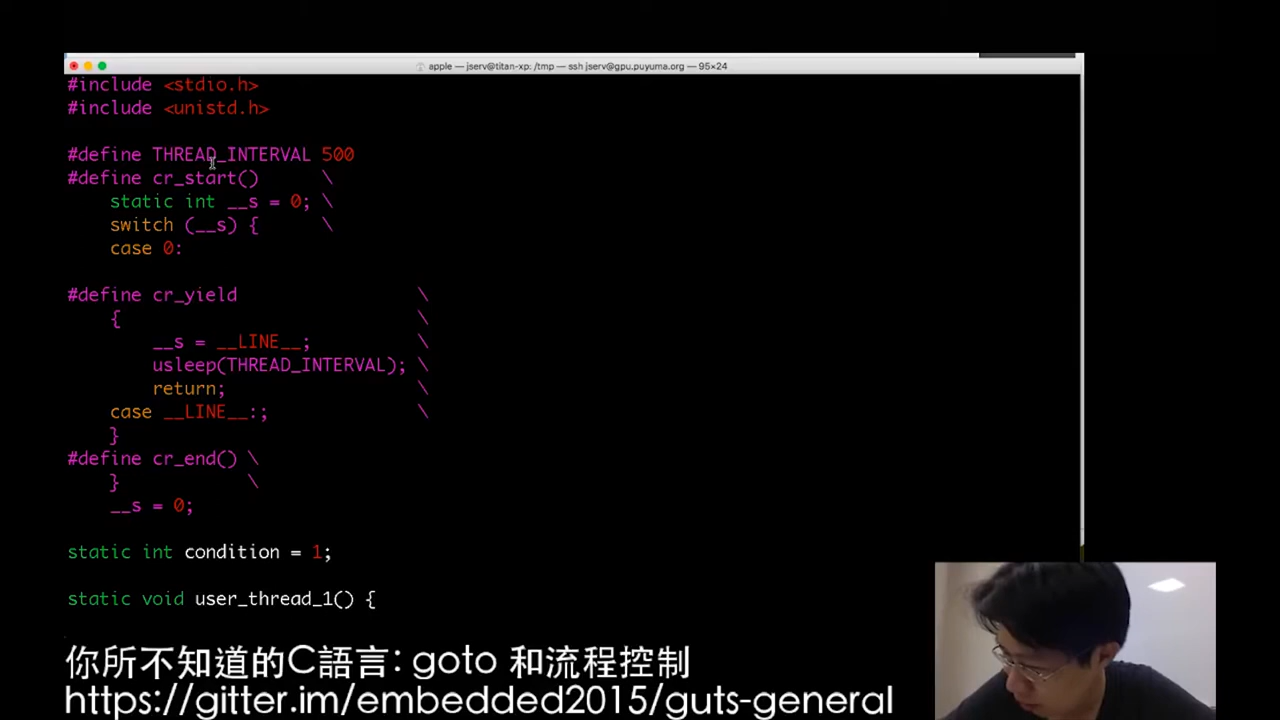 apple — jserv@titan-xp: /tmp — ssh jserv@gpu.puyuma.org — 95×24
#include <stdio.h>
#include <unistd.h>
#define THREAD_INTERVAL 500
#define cr_start() \
static int __s = 0; \
switch (__s) { \
case 0:
#define cr_yield \
{ \
__s = __LINE__; \
usleep(THREAD_INTERVAL); \
return; \
case __LINE__:; \
}
#define cr_end() \
} \
__s = 0;
static int condition = 1;
static void user_thread_1() {
你所不知道的C語言: goto 和流程控制
https://gitter.im/embedded2015/guts-general